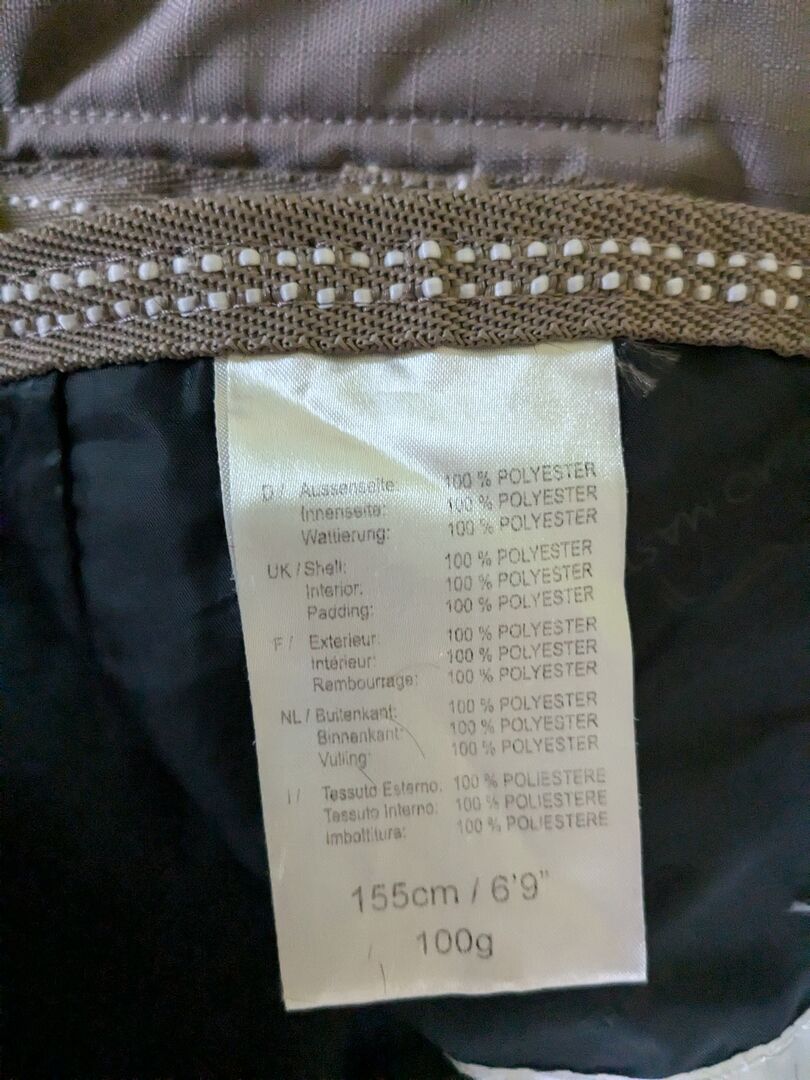 D / Aussenseite: 100 % POLYESTER
Innenseite: 100 % POLYESTER
Wattierung: 100 % POLYESTER
UK / Shell: 100 % POLYESTER
Interior: 100 % POLYESTER
Padding: 100 % POLYESTER
F / Exterieur: 100 % POLYESTER
Intérieur: 100 % POLYESTER
Rembourrage: 100 % POLYESTER
NL / Buitenkant: 100 % POLYESTER
Binnenkant: 100 % POLYESTER
Vulling: 100 % POLYESTER
I / Tessuto Esterno: 100 % POLIESTERE
Tessuto Interno: 100 % POLIESTERE
Imbottitura: 100 % POLIESTERE
155cm / 6'9"
100g